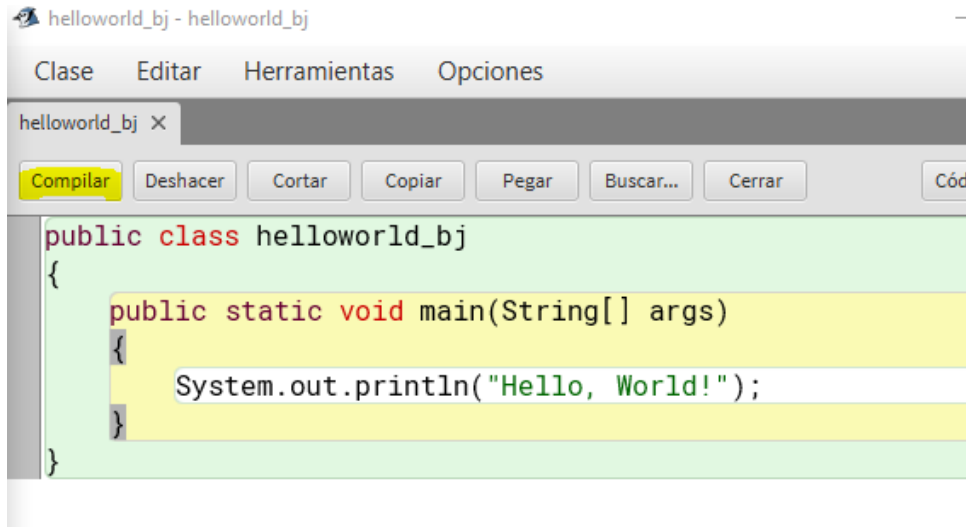 helloworld_bj - helloworld_bj
Clase Editar Herramientas Opciones
helloworld_bj
Compilar Deshacer Cortar Copiar Pegar Buscar... Cerrar
public class helloworld_bj
{
public static void main(String[] args)
{
System.out.println("Hello, World!");
}
}